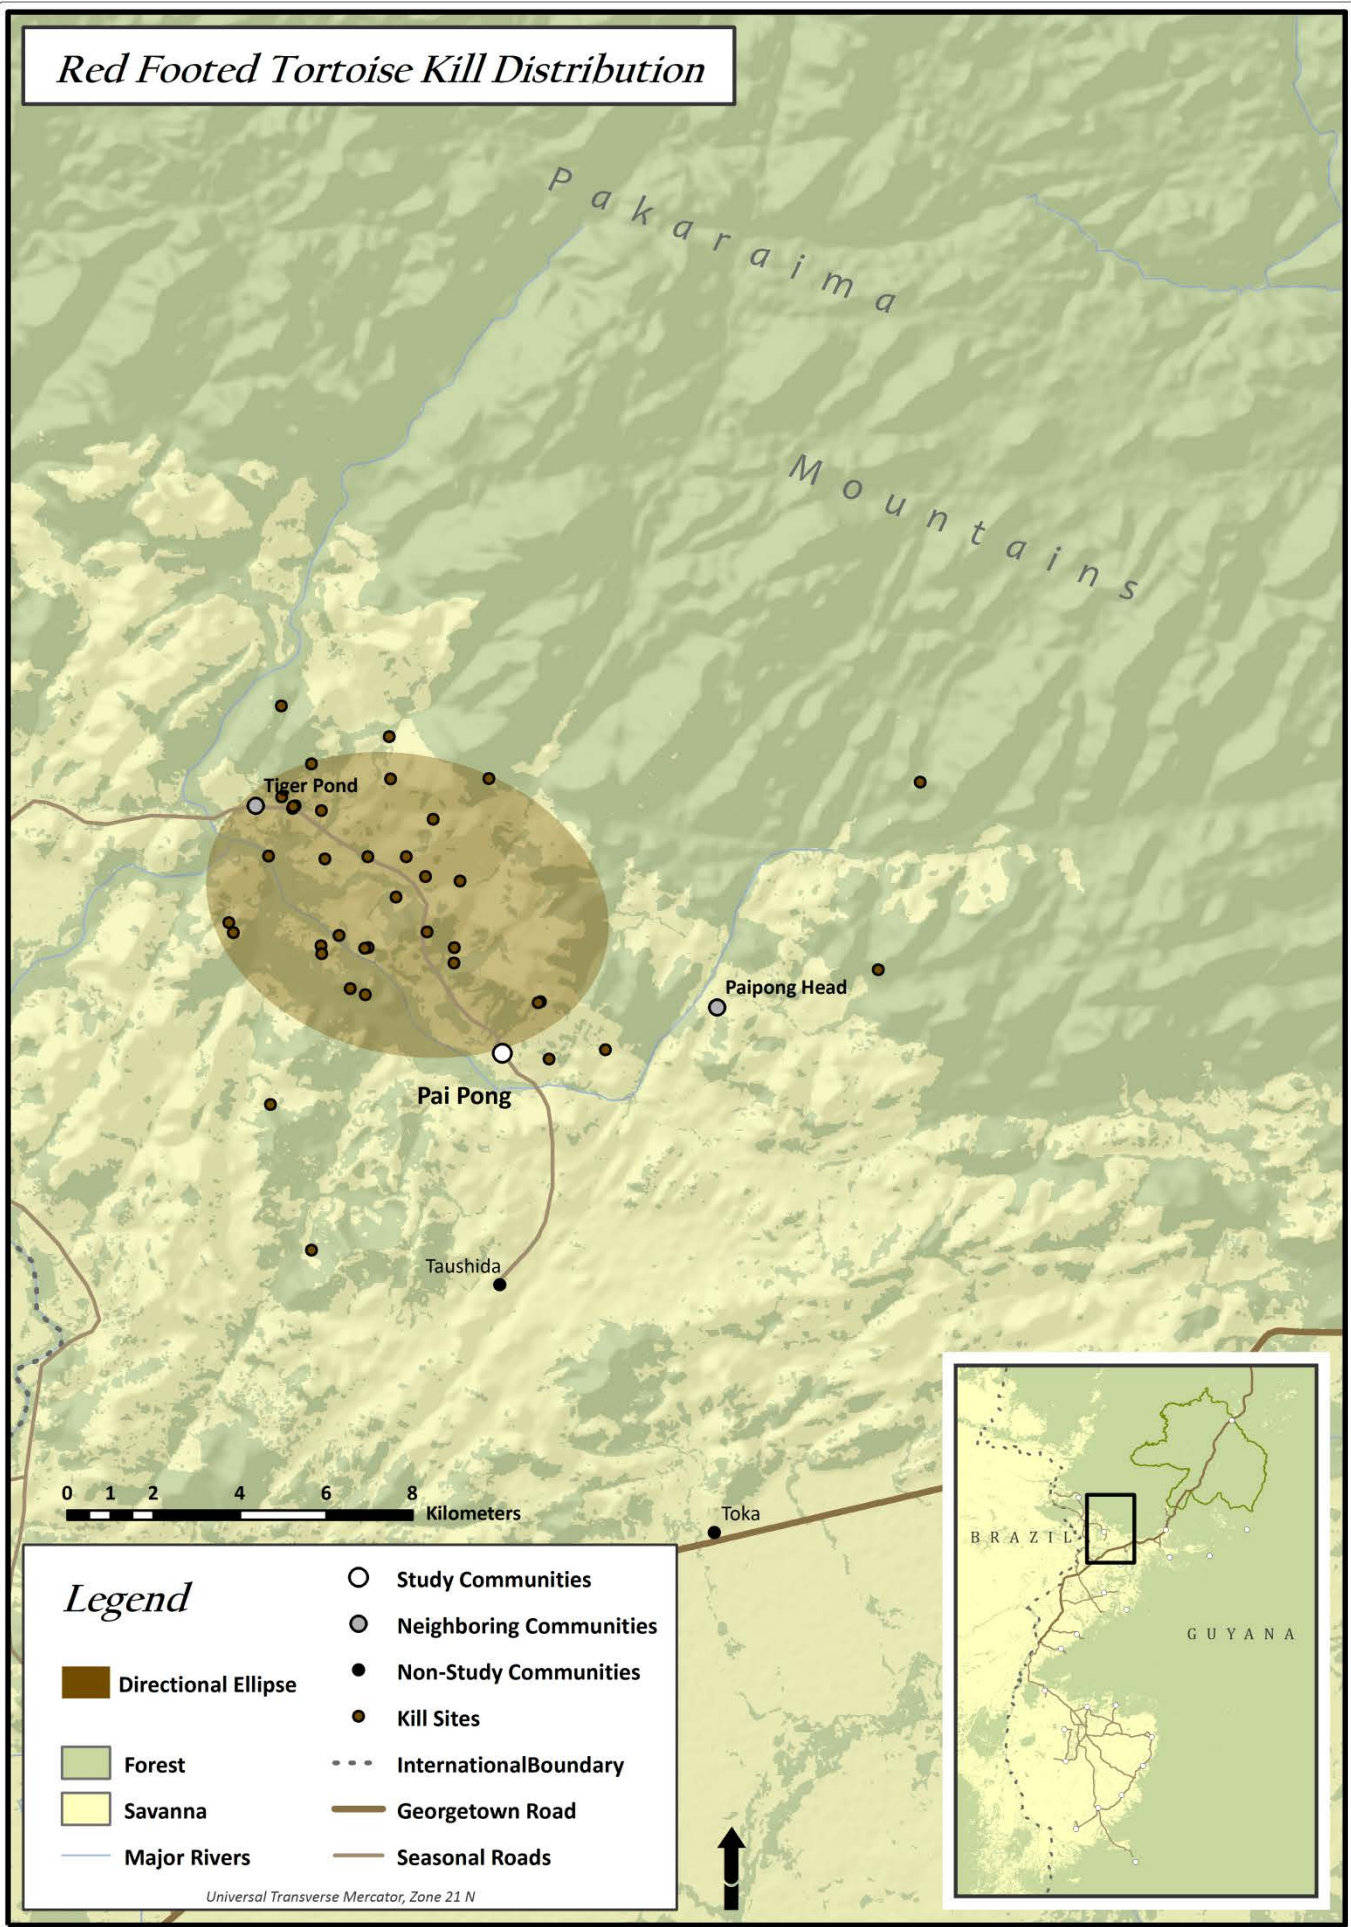 Red Footed Tortoise Kill Distribution
Pakaraima
Mountains
Tiger Pond
Paipong Head
Pai Pong
Taushida
Toka
0 1 2 4 6 8
Kilometers
Legend
Directional Ellipse
Forest
Savanna
Major Rivers
Study Communities
Neighboring Communities
Non-Study Communities
Kill Sites
InternationalBoundary
Georgetown Road
Seasonal Roads
Universal Transverse Mercator, Zone 21 N
BRAZIL
GUYANA